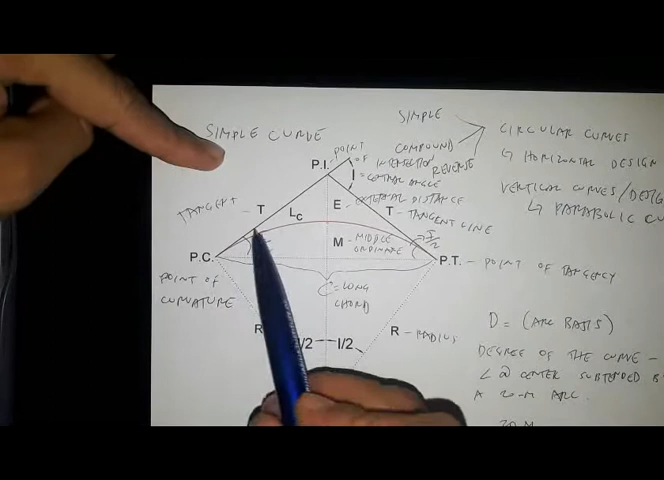 SIMPLE CURVE
SIMPLE
COMPOUND
REVERSE
CIRCULAR CURVES
↳ HORIZONTAL DESIGN
VERTICAL CURVES/DESIG
↳ PARABOLIC CU
P.I.
POINT
OF
INTERSECTION
I
= CENTRAL ANGLE
E - EXTERNAL DISTANCE
TANGENT - T
LC
T - TANGENT LINE
M - MIDDLE
ORDINATE
I/2
P.C.
POINT OF
CURVATURE
P.T. - POINT OF TANGENCY
C = LONG
CHORD
R
/2
I/2
R - RADIUS
D = (ARC BASIS)
DEGREE OF THE CURVE -
∠ @ CENTER SUBTENDED B
A 20-M ARC.
20 M